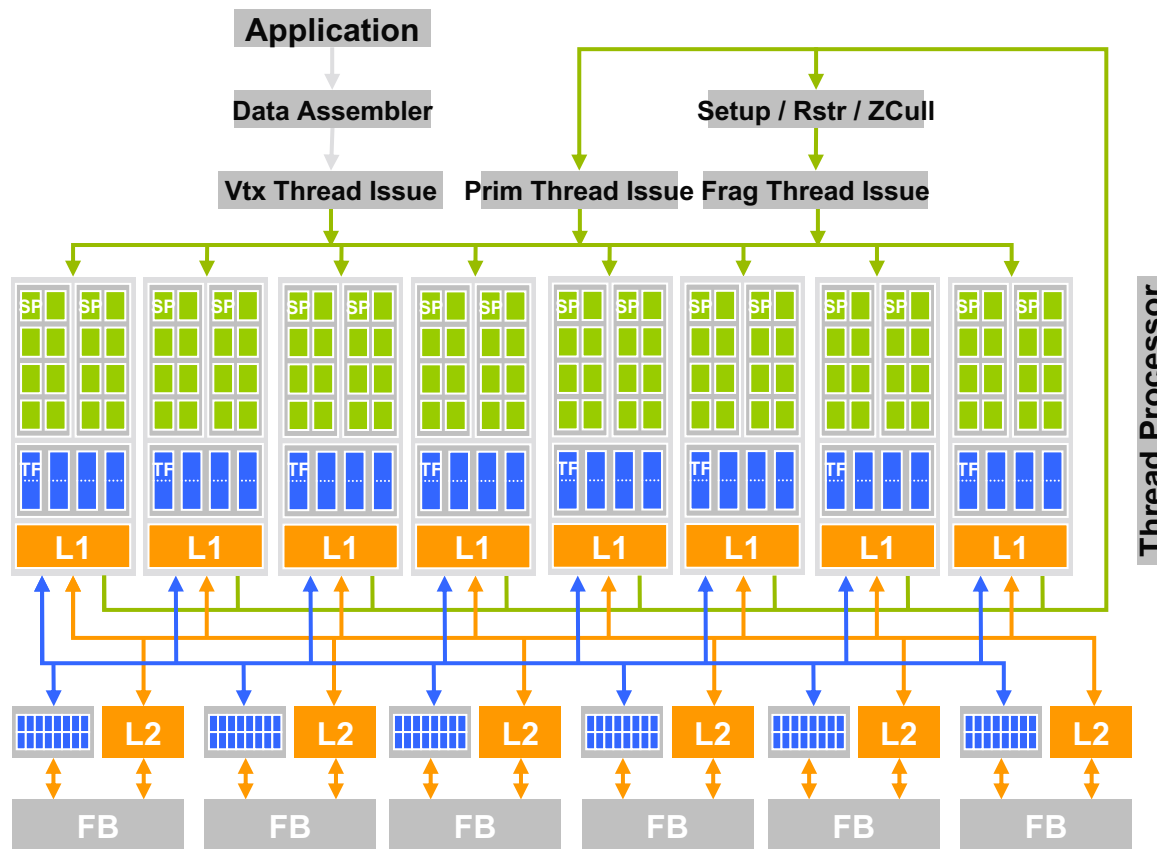 Application
Data Assembler
Setup / Rstr / ZCull
Vtx Thread Issue
Prim Thread Issue
Frag Thread Issue
SP SP SP SP SP SP SP SP SP SP SP SP SP SP SP SP
TF .... .... .... .... TF .... .... .... .... TF .... .... .... .... TF .... .... .... .... TF .... .... .... .... TF .... .... .... .... TF .... .... .... .... TF .... .... .... ....
L1 L1 L1 L1 L1 L1 L1 L1
Thread Processor
L2 L2 L2 L2 L2 L2
FB FB FB FB FB FB